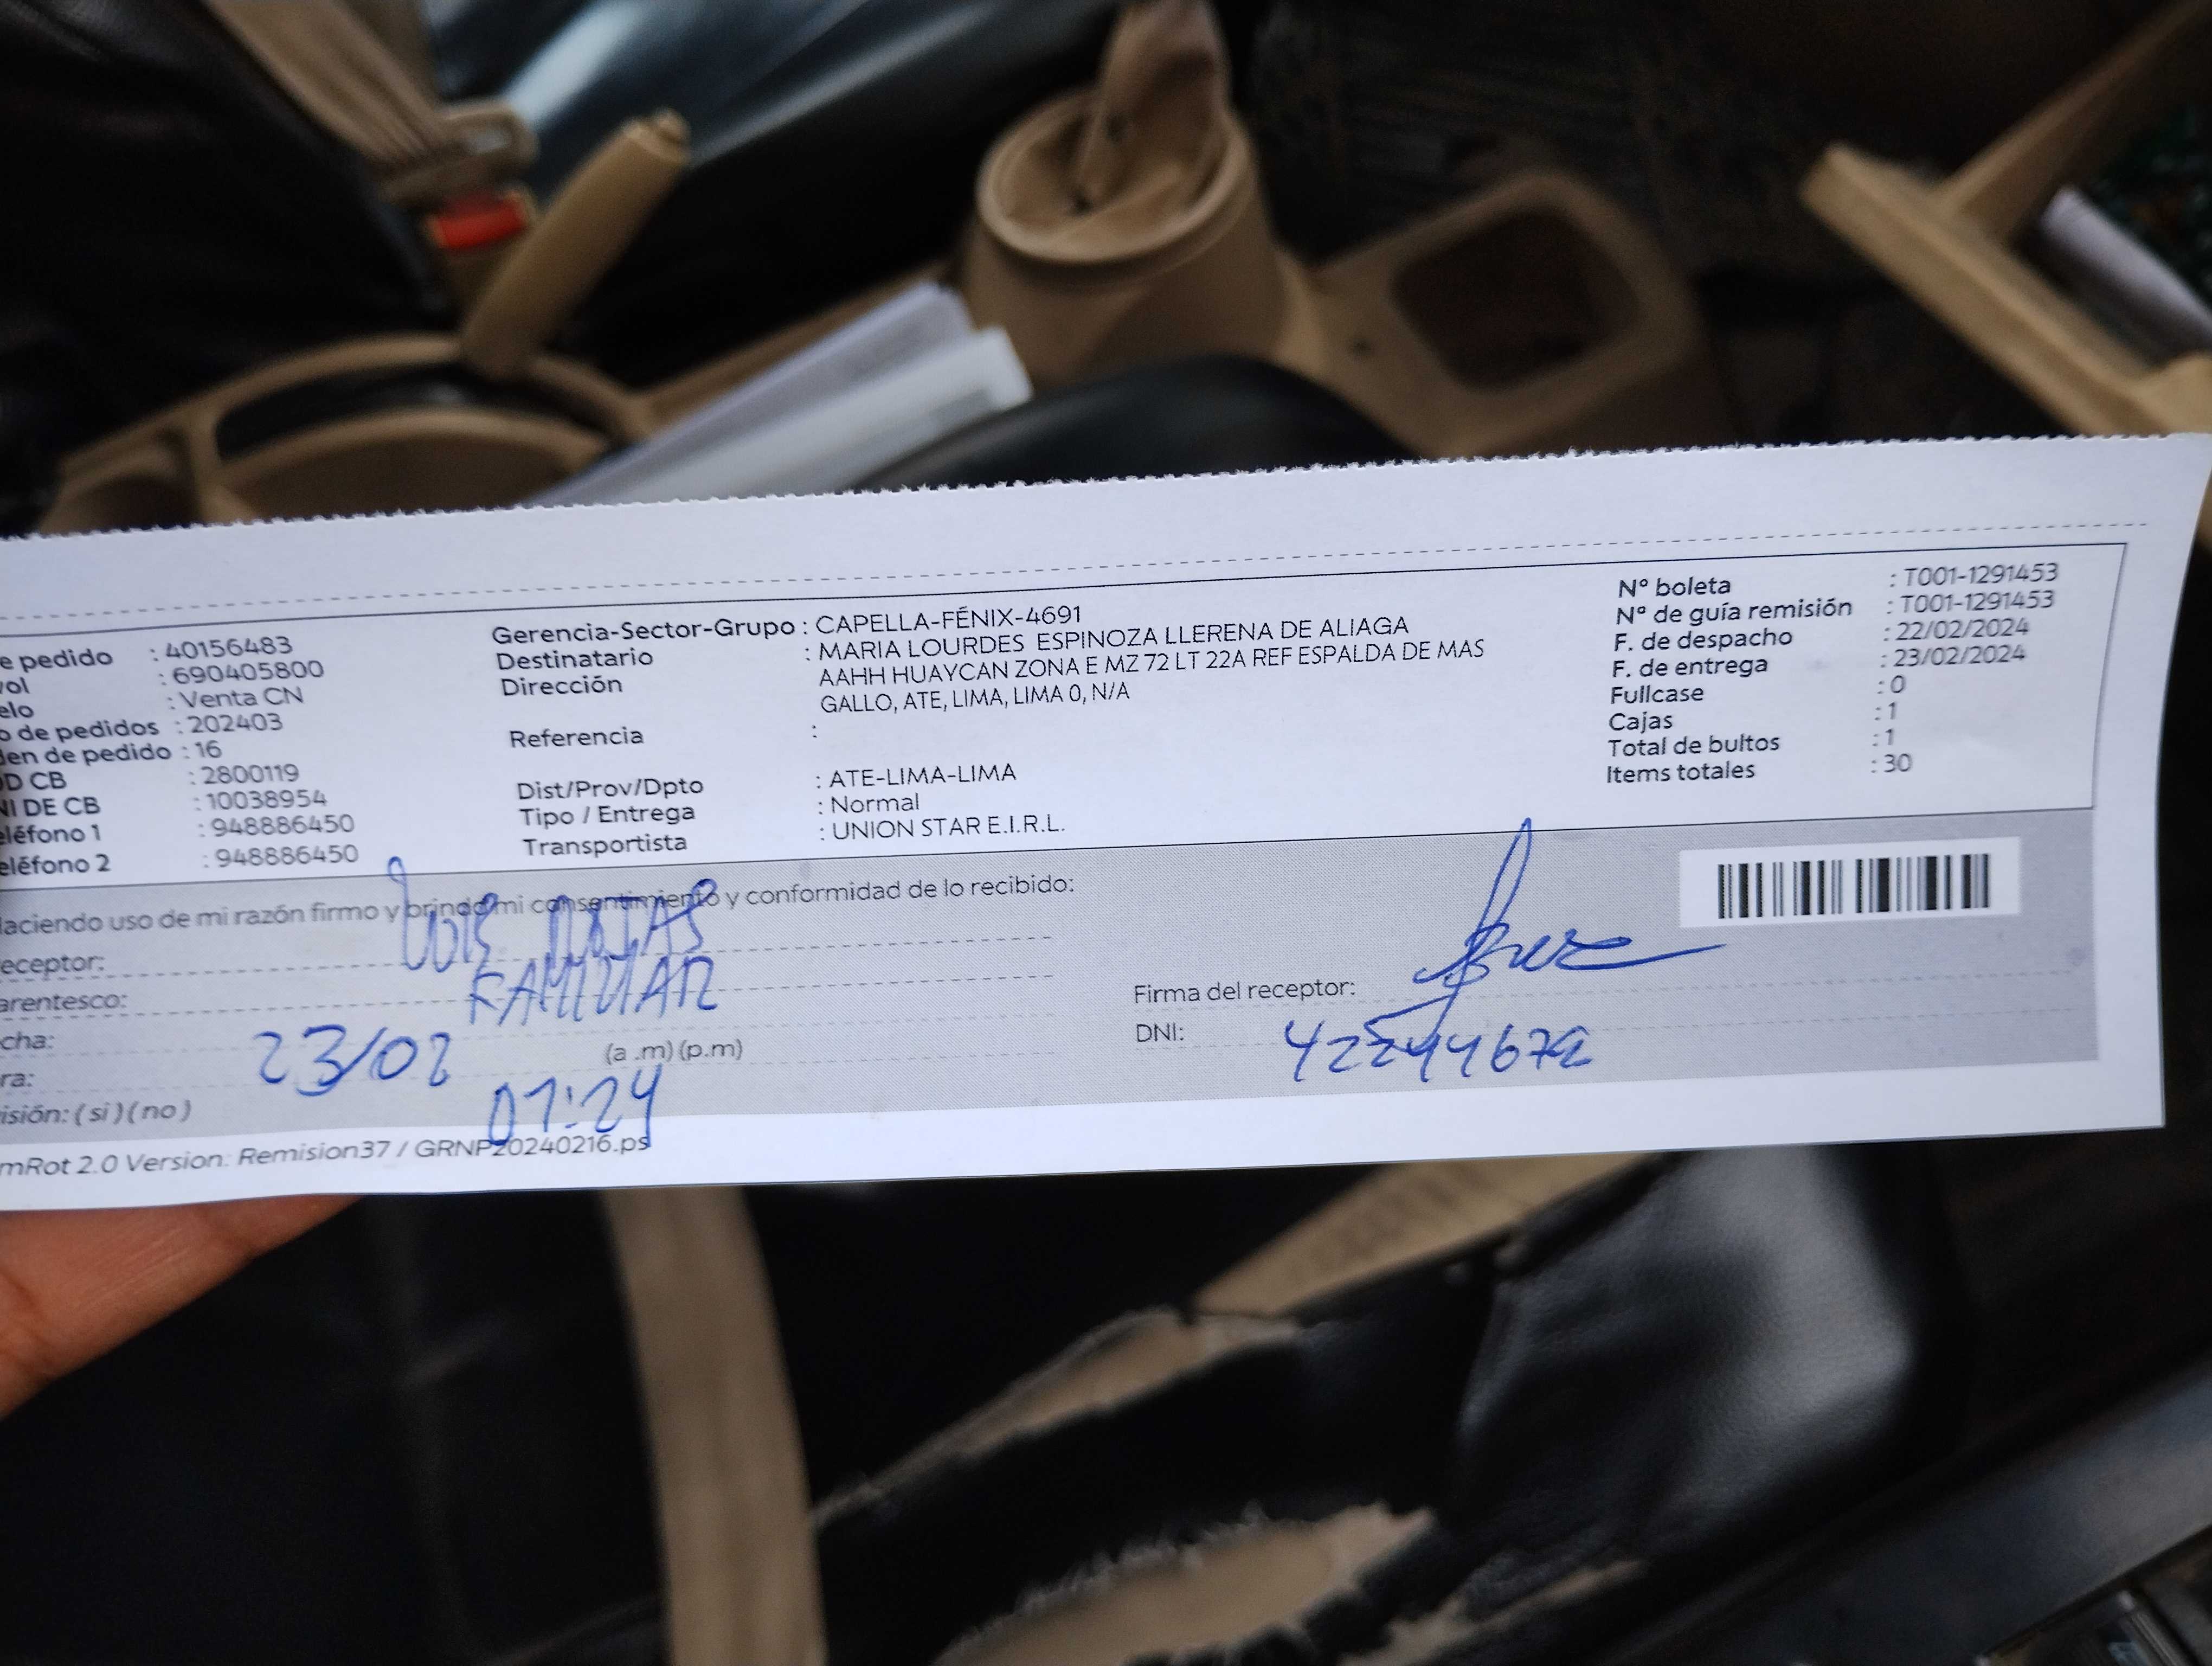 e pedido : 40156483
vol : 690405800
elo : Venta CN
o de pedidos : 202403
den de pedido : 16
OD CB : 2800119
NI DE CB : 10038954
eléfono 1 : 948886450
eléfono 2 : 948886450
Gerencia-Sector-Grupo : CAPELLA-FÉNIX-4691
Destinatario : MARIA LOURDES ESPINOZA LLERENA DE ALIAGA
Dirección : AAHH HUAYCAN ZONA E MZ 72 LT 22A REF ESPALDA DE MAS
GALLO, ATE, LIMA, LIMA 0, N/A
Referencia :
Dist/Prov/Dpto : ATE-LIMA-LIMA
Tipo / Entrega : Normal
Transportista : UNION STAR E.I.R.L.
N° boleta : T001-1291453
N° de guía remisión : T001-1291453
F. de despacho : 22/02/2024
F. de entrega : 23/02/2024
Fullcase : 0
Cajas : 1
Total de bultos : 1
Items totales : 30
Haciendo uso de mi razón firmo y brindo mi consentimiento y conformidad de lo recibido:
eceptor: LUIS
arentesco: FAMILIAR
cha: 23/02
ra: 07:24 (a .m) (p.m)
isión: ( si ) ( no )
Firma del receptor:
DNI:
mRot 2.0 Version: Remision37 / GRNP20240216.ps